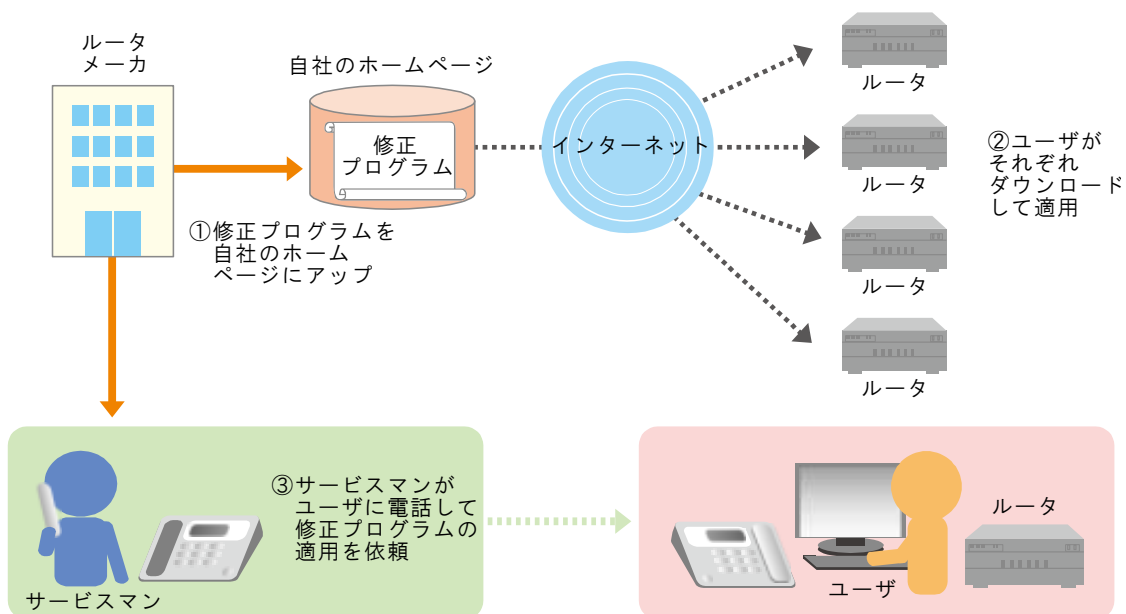 ルータ
メーカ
自社のホームページ
修正
プログラム
インターネット
①修正プログラムを
自社のホーム
ページにアップ
ルータ
ルータ
ルータ
ルータ
②ユーザが
それぞれ
ダウンロード
して適用
③サービスマンが
ユーザに電話して
修正プログラムの
適用を依頼
サービスマン
ユーザ
ルータ